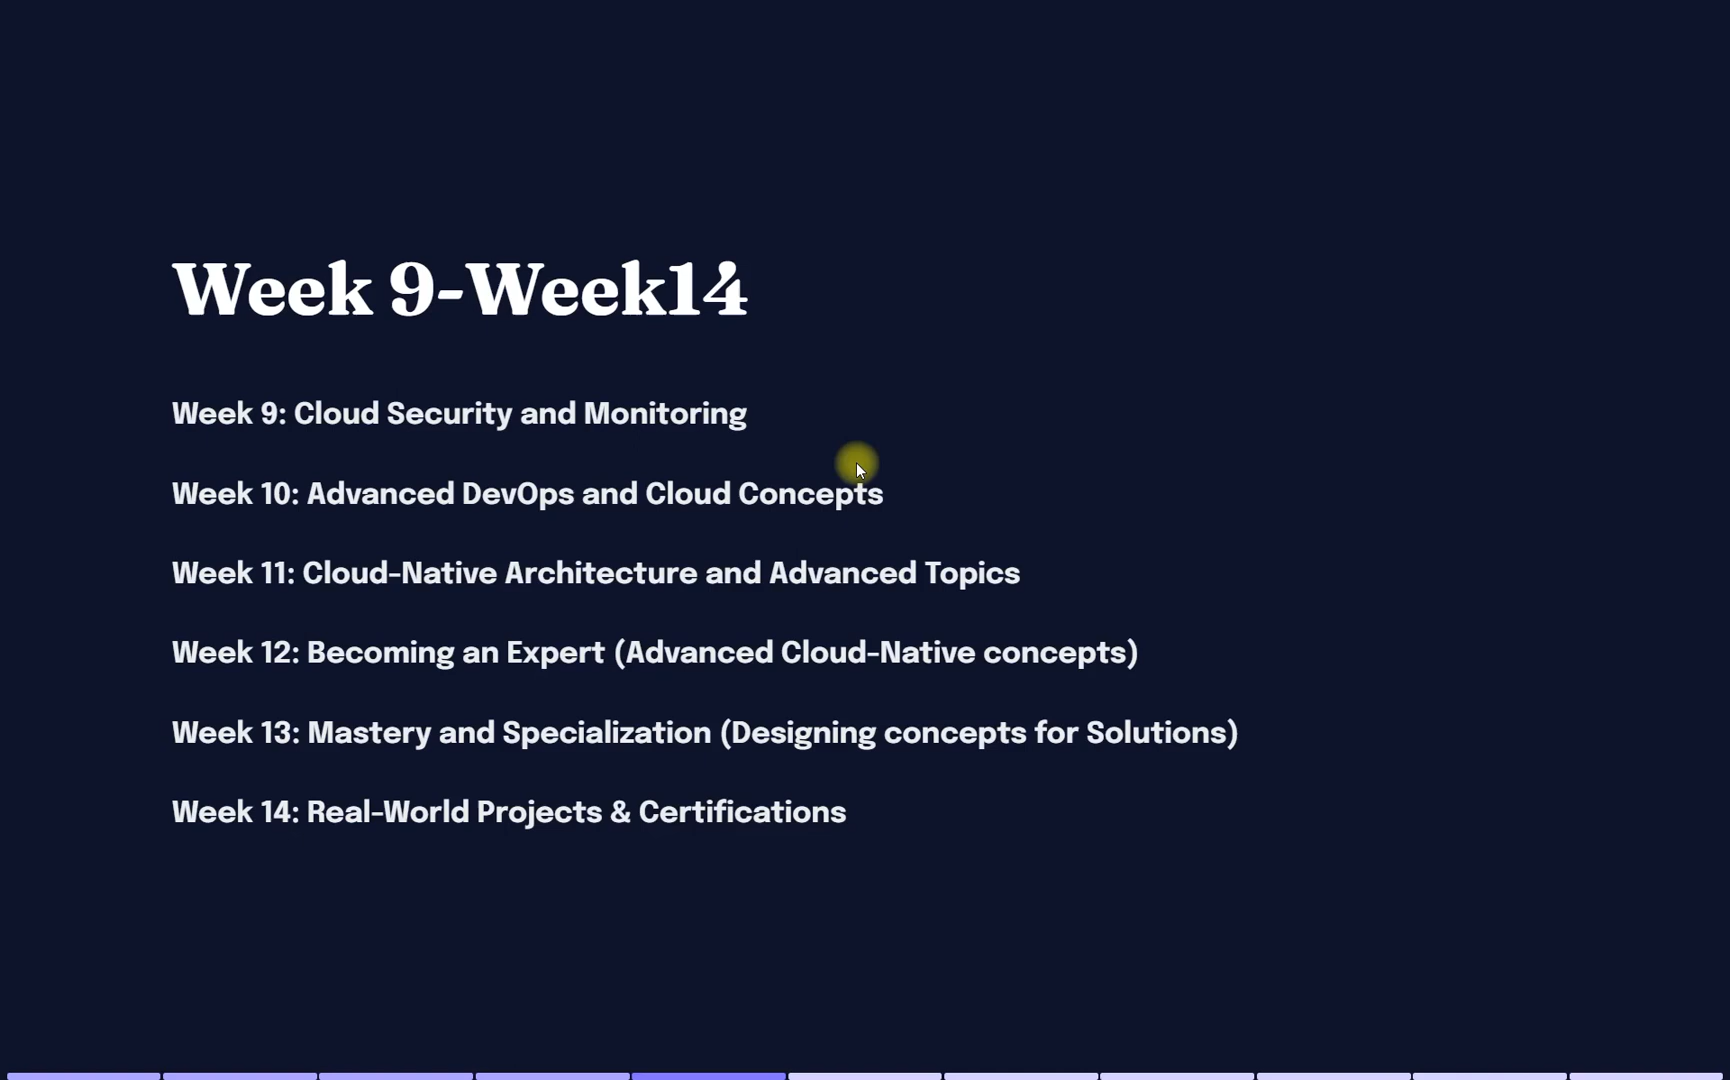 Week 9-Week14
Week 9: Cloud Security and Monitoring
Week 10: Advanced DevOps and Cloud Concepts
Week 11: Cloud-Native Architecture and Advanced Topics
Week 12: Becoming an Expert (Advanced Cloud-Native concepts)
Week 13: Mastery and Specialization (Designing concepts for Solutions)
Week 14: Real-World Projects & Certifications